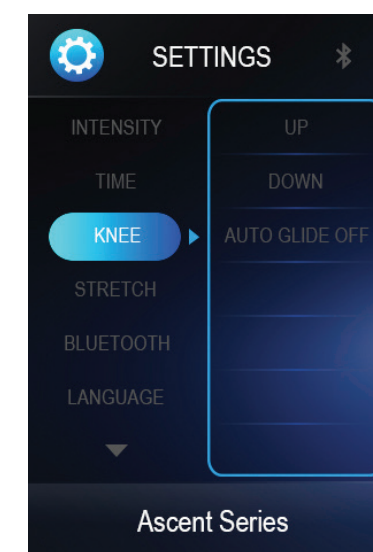 SETTINGS
INTENSITY
TIME
KNEE
STRETCH
BLUETOOTH
LANGUAGE
UP
DOWN
AUTO GLIDE OFF
Ascent Series